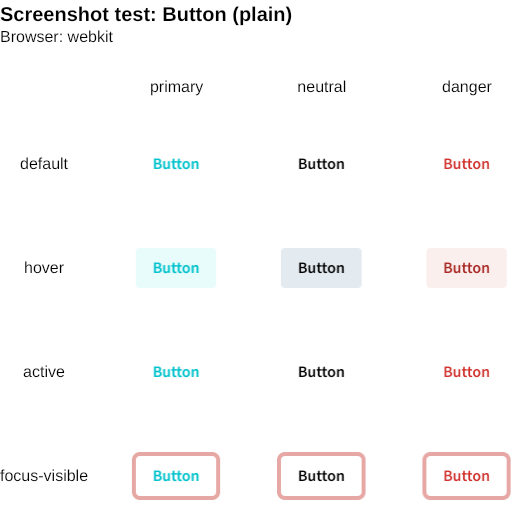 Screenshot test: Button (plain)
Browser: webkit
primary neutral danger
default Button Button Button
hover Button Button Button
active Button Button Button
focus-visible Button Button Button